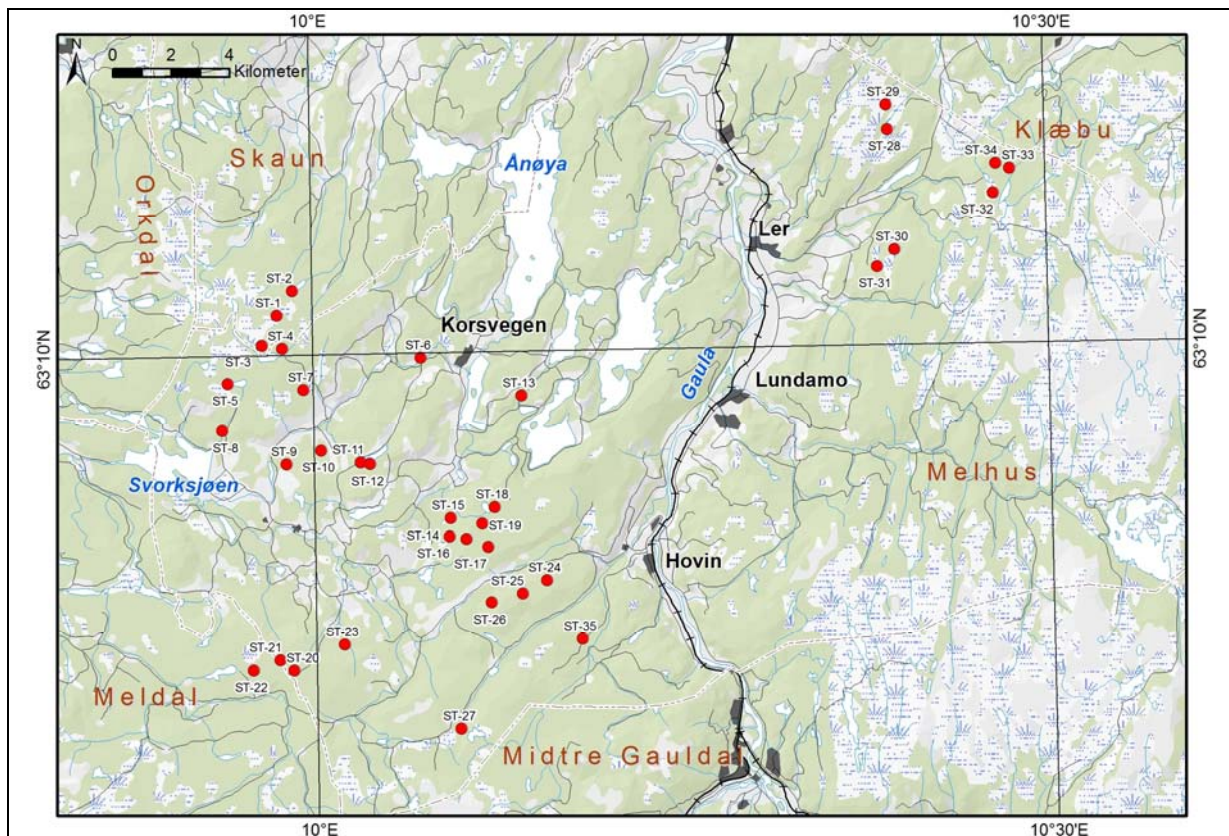 10°E
10°30'E
N
0 2 4
Kilometer
Skaun
Orkdal
Ånøya
Klæbu
ST-29
ST-28
ST-34
ST-33
ST-32
Ler
ST-30
ST-31
ST-2
ST-1
ST-4
ST-3
Korsvegen
ST-6
63°10'N
63°10'N
ST-5
ST-7
ST-13
Gaula
Lundamo
ST-8
ST-9
ST-10
ST-11
ST-12
Svorksjøen
Melhus
ST-18
ST-15
ST-19
ST-14
ST-16
ST-17
Hovin
ST-24
ST-25
ST-26
ST-35
ST-23
ST-21
ST-20
ST-22
Meldal
ST-27
Midtre Gauldal
10°E
10°30'E